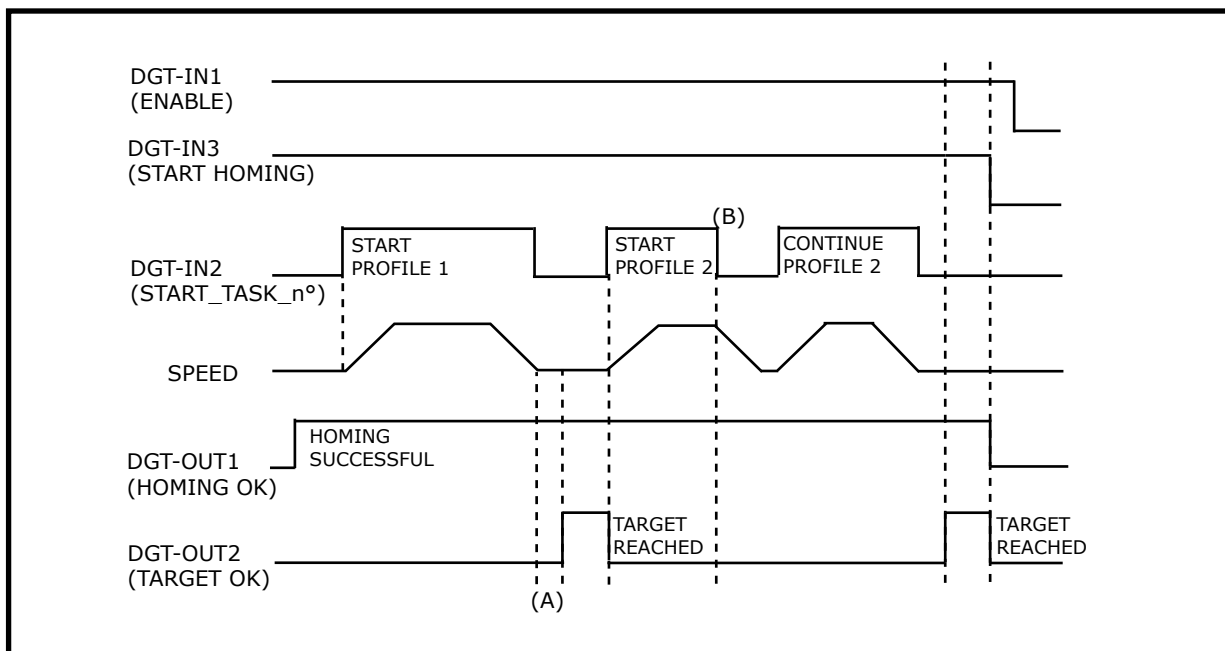 DGT-IN1
(ENABLE)
DGT-IN3
(START HOMING)
(B)
START
PROFILE 1
START
PROFILE 2
CONTINUE
PROFILE 2
DGT-IN2
(START_TASK_n°)
SPEED
HOMING
SUCCESSFUL
DGT-OUT1
(HOMING OK)
TARGET
REACHED
TARGET
REACHED
DGT-OUT2
(TARGET OK)
(A)